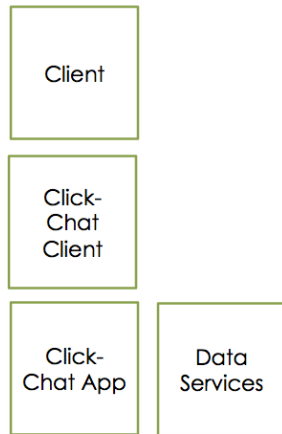 Client
Click-
Chat
Client
Click-
Chat App
Data
Services